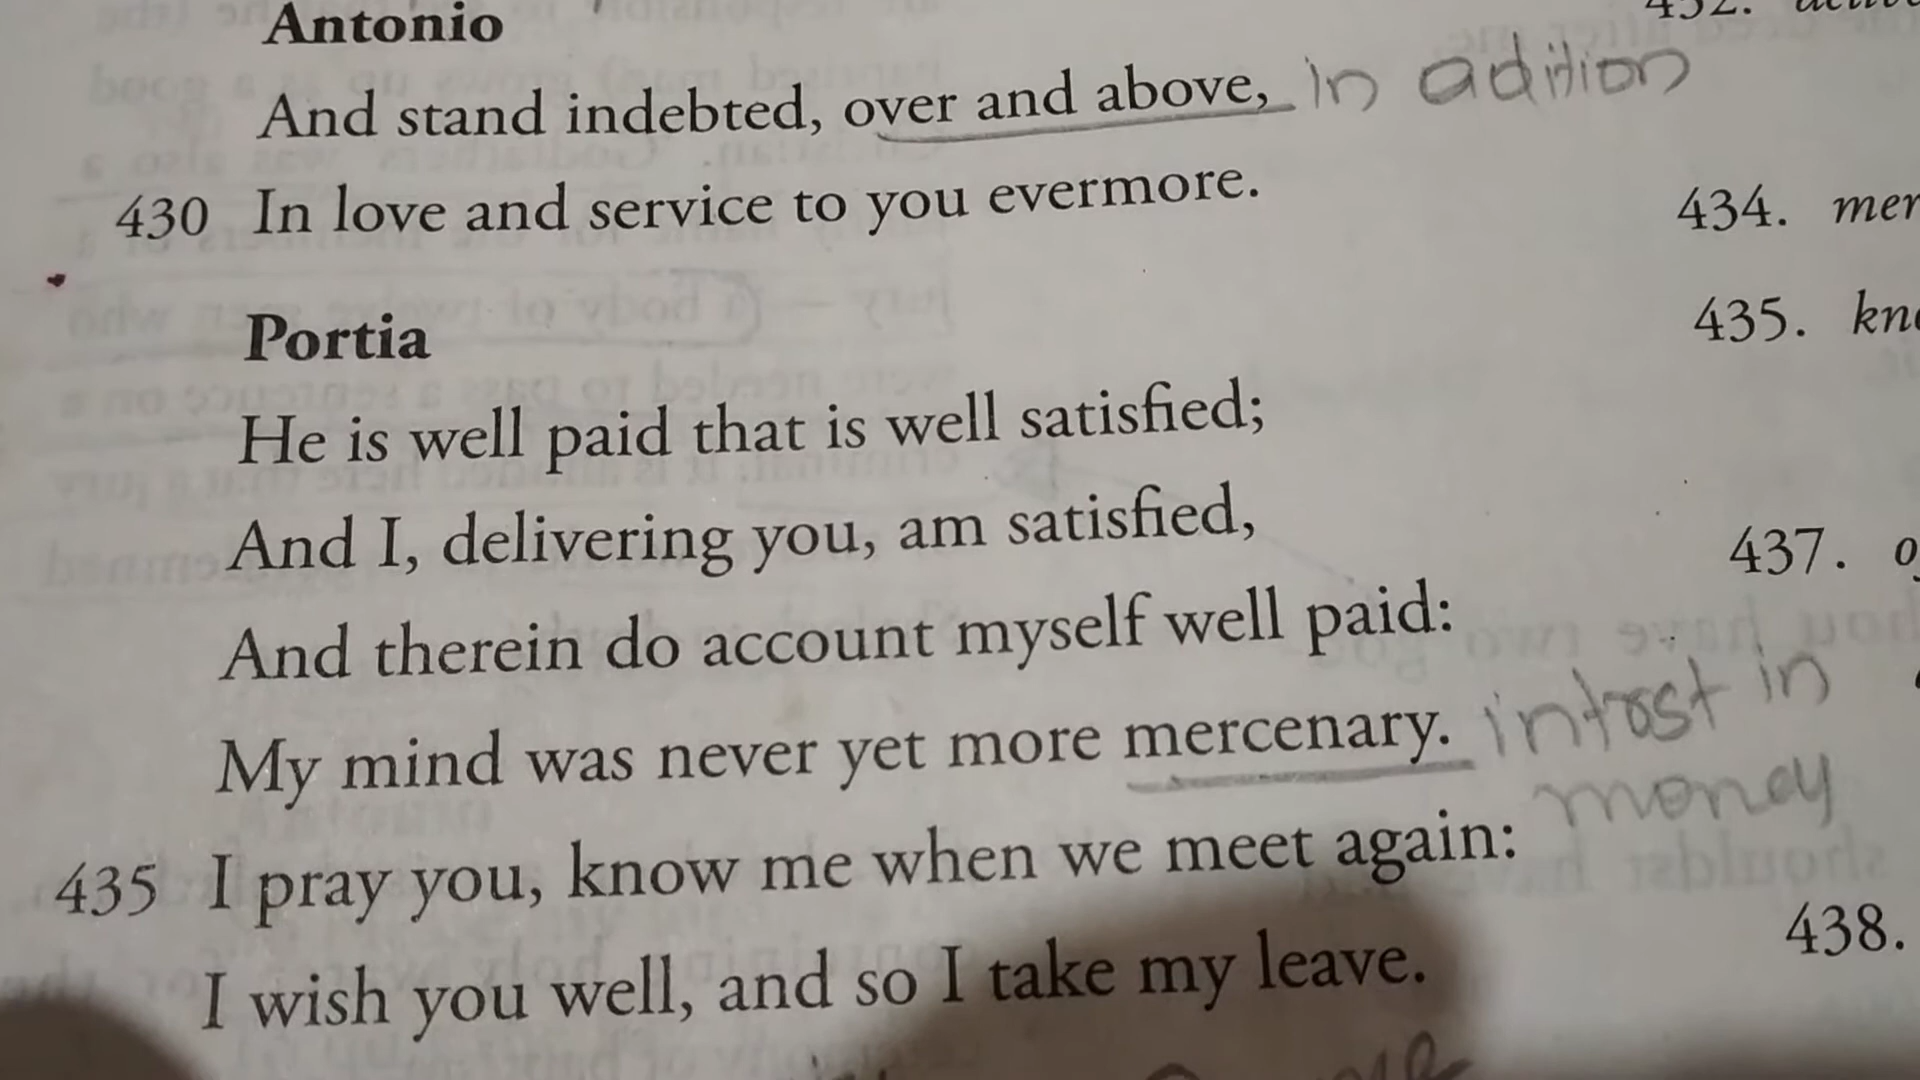 Antonio
And stand indebted, over and above, in adition
430 In love and service to you evermore.
434.
435.
Portia
He is well paid that is well satisfied;
And I, delivering you, am satisfied,
437.
And therein do account myself well paid:
My mind was never yet more mercenary. introst in
money
435 I pray you, know me when we meet again:
438.
I wish you well, and so I take my leave.